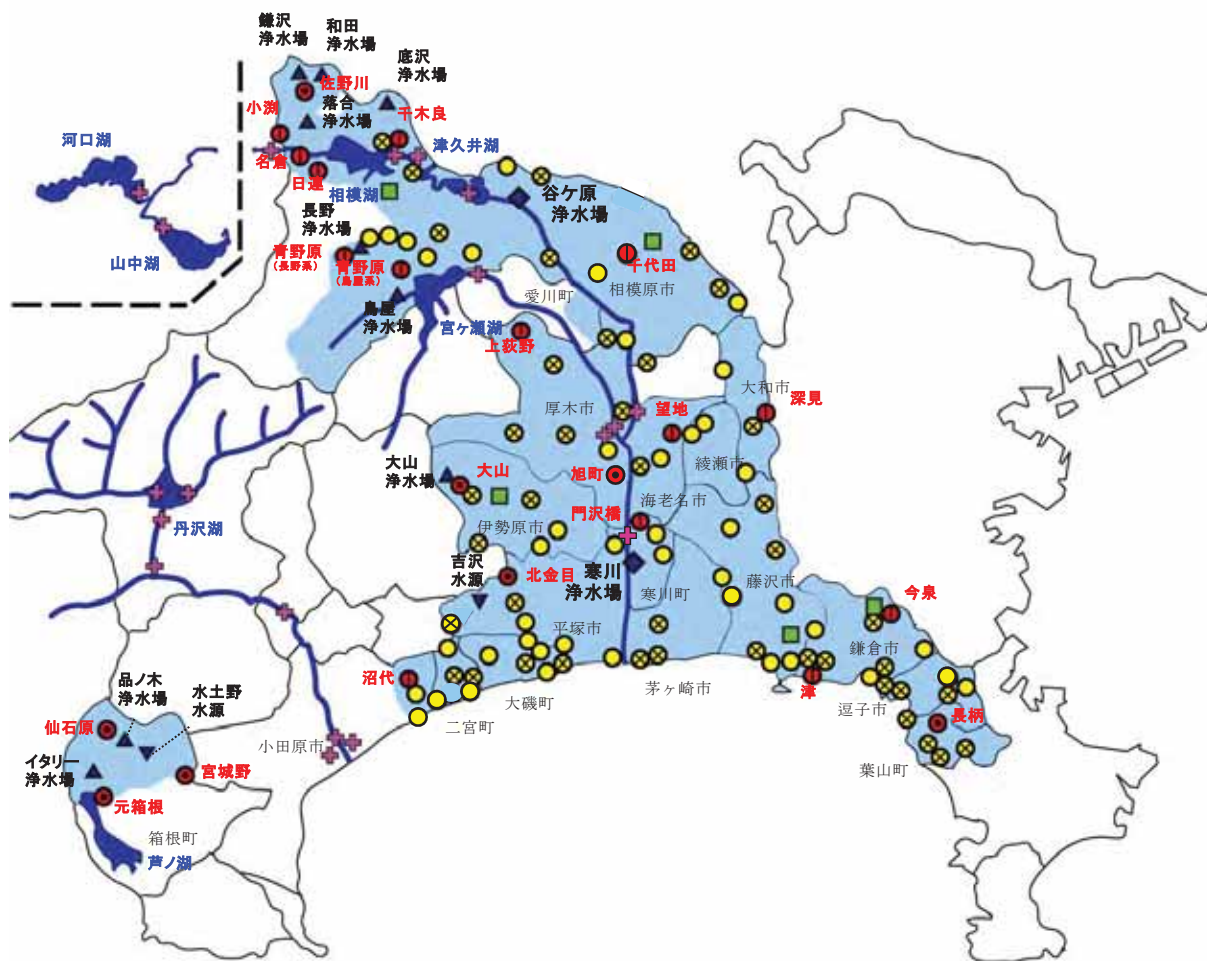 鎌沢
浄水場
和田
浄水場
底沢
浄水場
佐野川
小渕
落合
浄水場
千木良
河口湖
津久井湖
名倉
日連
相模湖
谷ケ原
浄水場
長野
浄水場
山中湖
青野原
（長野系）
青野原
（鳥屋系）
千代田
愛川町
相模原市
鳥屋
浄水場
宮ヶ瀬湖
上荻野
大和市
深見
厚木市
望地
大山
浄水場
大山
旭町
綾瀬市
海老名市
門沢橋
丹沢湖
伊勢原市
吉沢
水源
北金目
寒川
浄水場
寒川町
藤沢市
今泉
平塚市
鎌倉市
沼代
茅ヶ崎市
津
大磯町
逗子市
品ノ木
浄水場
水土野
水源
仙石原
二宮町
長柄
小田原市
イタリー
浄水場
宮城野
葉山町
元箱根
箱根町
芦ノ湖